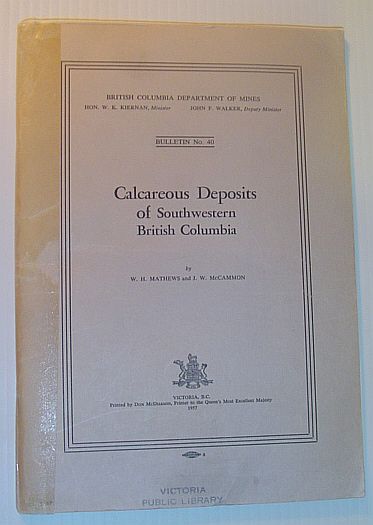 BRITISH COLUMBIA DEPARTMENT OF MINES
HON. W. K. KIERNAN, Minister JOHN F. WALKER, Deputy Minister
BULLETIN No. 40
Calcareous Deposits
of Southwestern
British Columbia
by
W. H. MATHEWS and J. W. McCAMMON
VICTORIA, B.C.
Printed by DON McDIARMID, Printer to the Queen's Most Excellent Majesty
1957
VICTORIA
PUBLIC LIBRARY